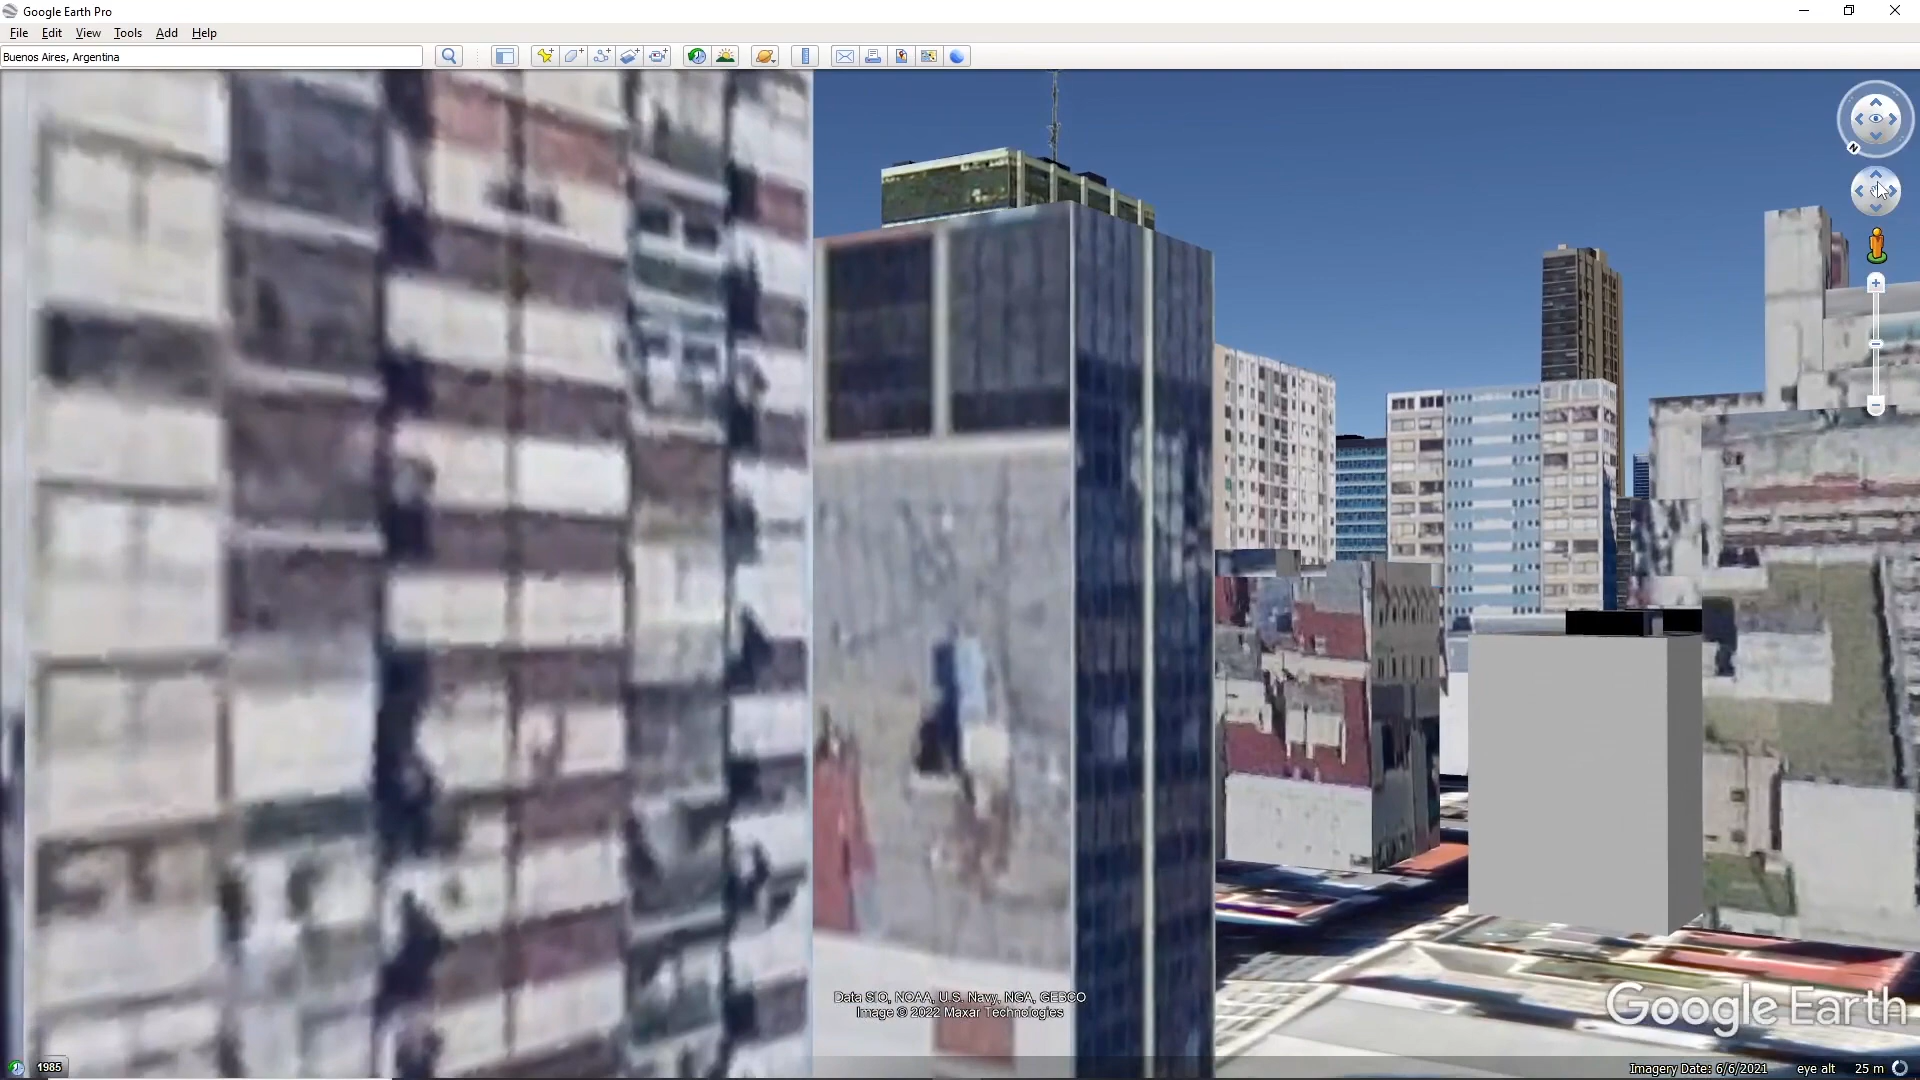 Google Earth Pro
File Edit View Tools Add Help
Buenos Aires, Argentina
N
Data SIO, NOAA, U.S. Navy, NGA, GEBCO
Image © 2022 Maxar Technologies
Google Earth
1985
Imagery Date: 6/6/2021 eye alt 25 m